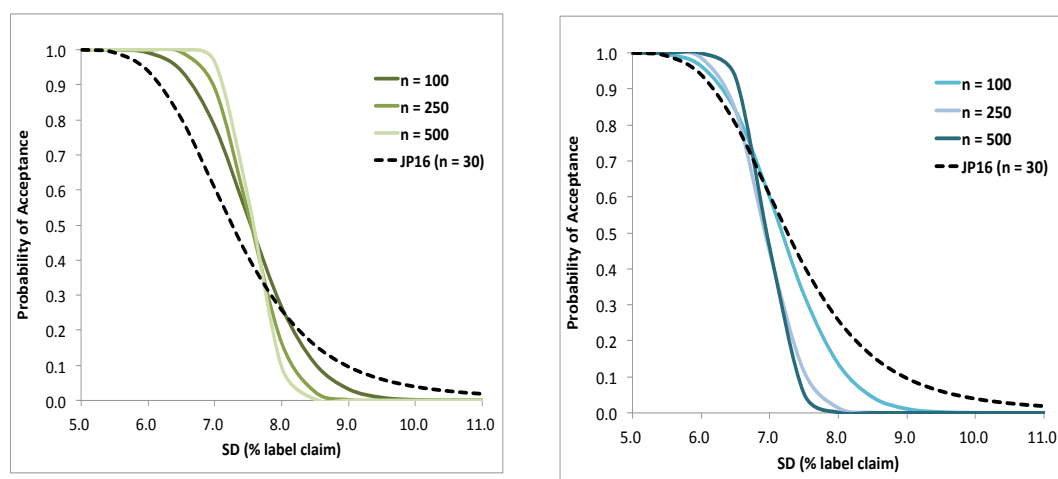 Probability of Acceptance
1.0
0.9
0.8
0.7
0.6
0.5
0.4
0.3
0.2
0.1
0.0
5.0 6.0 7.0 8.0 9.0 10.0 11.0
SD (% label claim)
n = 100
n = 250
n = 500
JP16 (n = 30)
Probability of Acceptance
1.0
0.9
0.8
0.7
0.6
0.5
0.4
0.3
0.2
0.1
0.0
5.0 6.0 7.0 8.0 9.0 10.0 11.0
SD (% label claim)
n = 100
n = 250
n = 500
JP16 (n = 30)